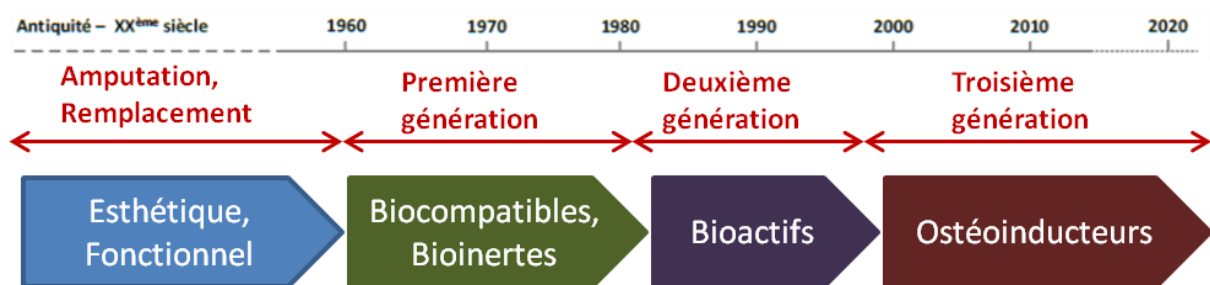 Antiquité – XXème siècle 1960 1970 1980 1990 2000 2010 2020
Amputation,
Remplacement
Première
génération
Deuxième
génération
Troisième
génération
Esthétique,
Fonctionnel
Biocompatibles,
Bioinertes
Bioactifs
Ostéoinducteurs